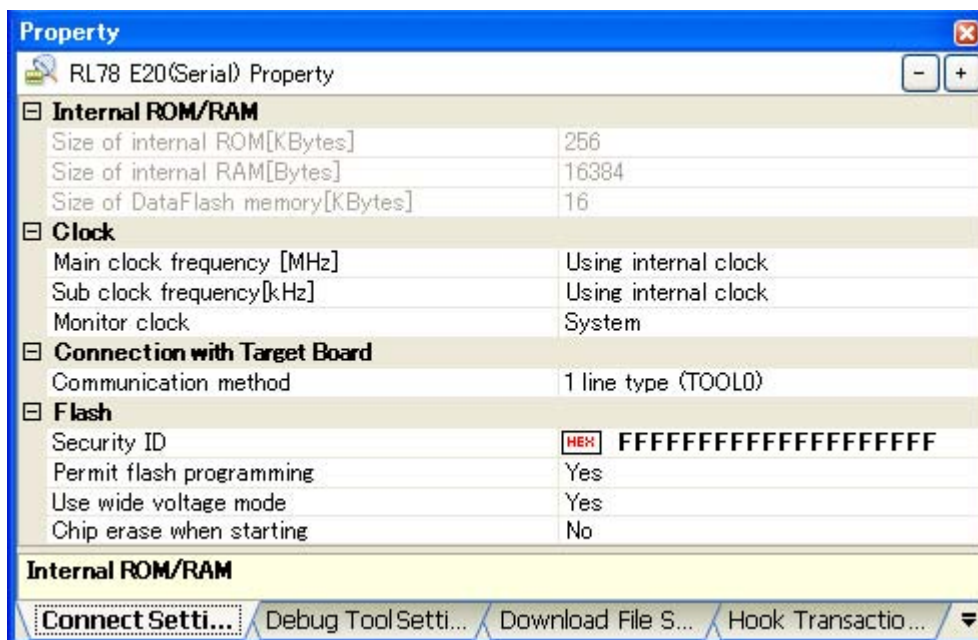 Property
RL78 E20(Serial) Property
Internal ROM/RAM
Size of internal ROM[KBytes] 256
Size of internal RAM[Bytes] 16384
Size of DataFlash memory[KBytes] 16
Clock
Main clock frequency [MHz] Using internal clock
Sub clock frequency[kHz] Using internal clock
Monitor clock System
Connection with Target Board
Communication method 1 line type (TOOL0)
Flash
Security ID HEX FFFFFFFFFFFFFFFFFFFF
Permit flash programming Yes
Use wide voltage mode Yes
Chip erase when starting No
Internal ROM/RAM
Connect Setti... Debug Tool Setti... Download File S... Hook Transactio...